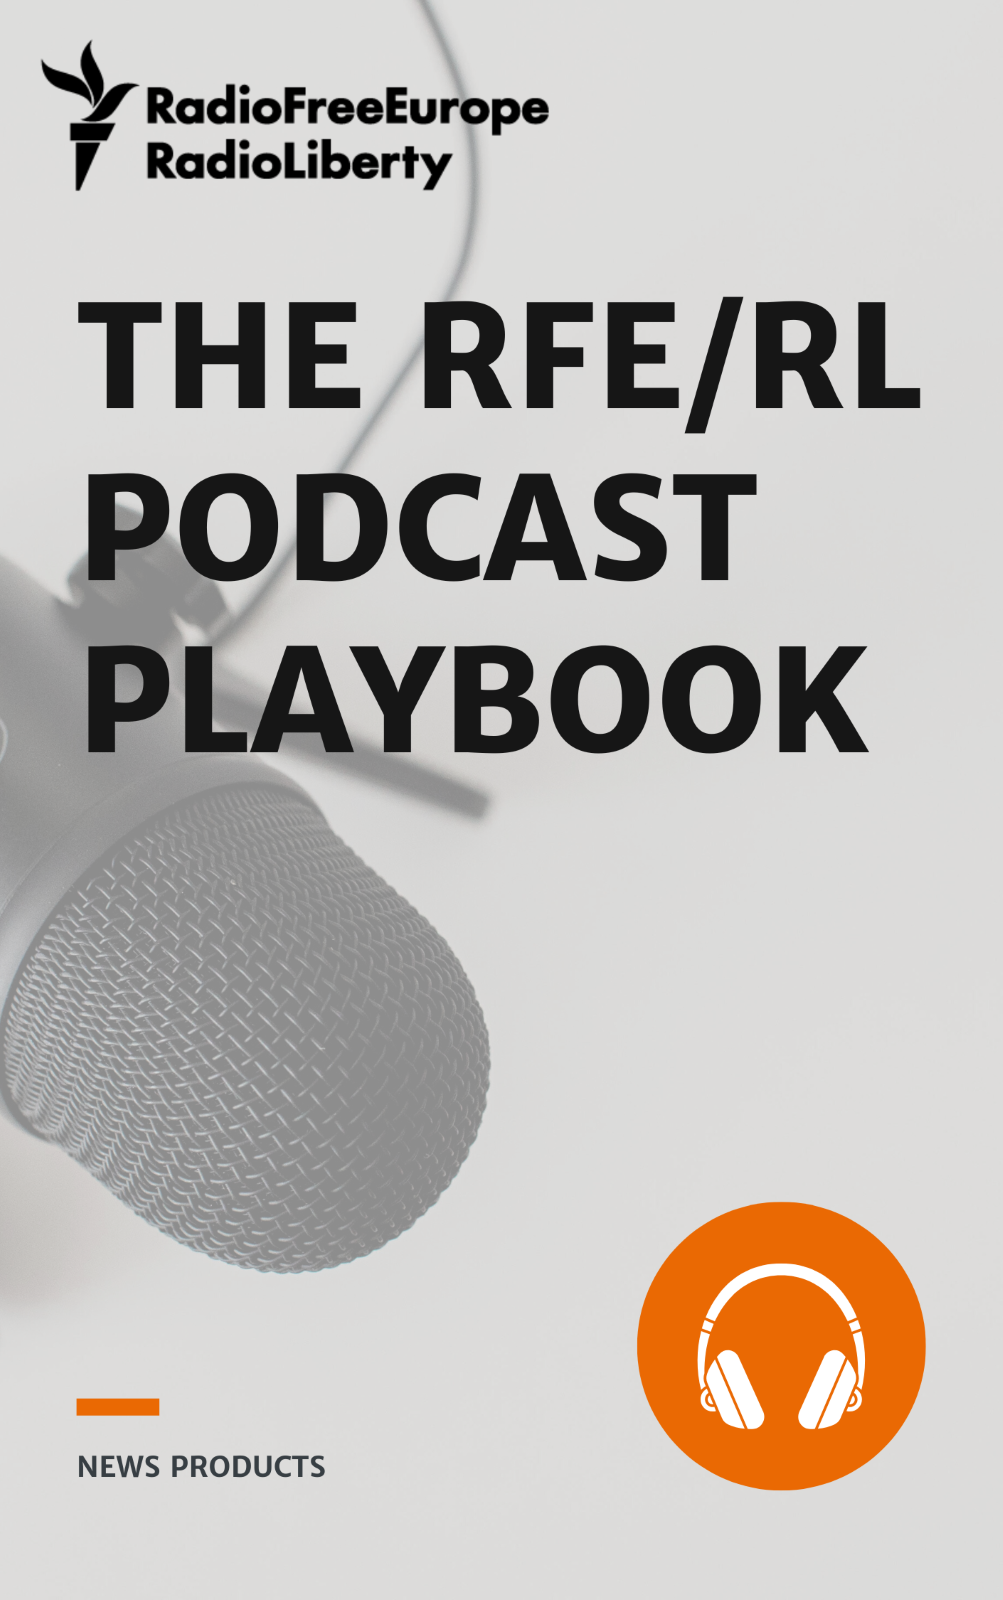 RadioFreeEurope
RadioLiberty
THE RFE/RL
PODCAST
PLAYBOOK
NEWS PRODUCTS